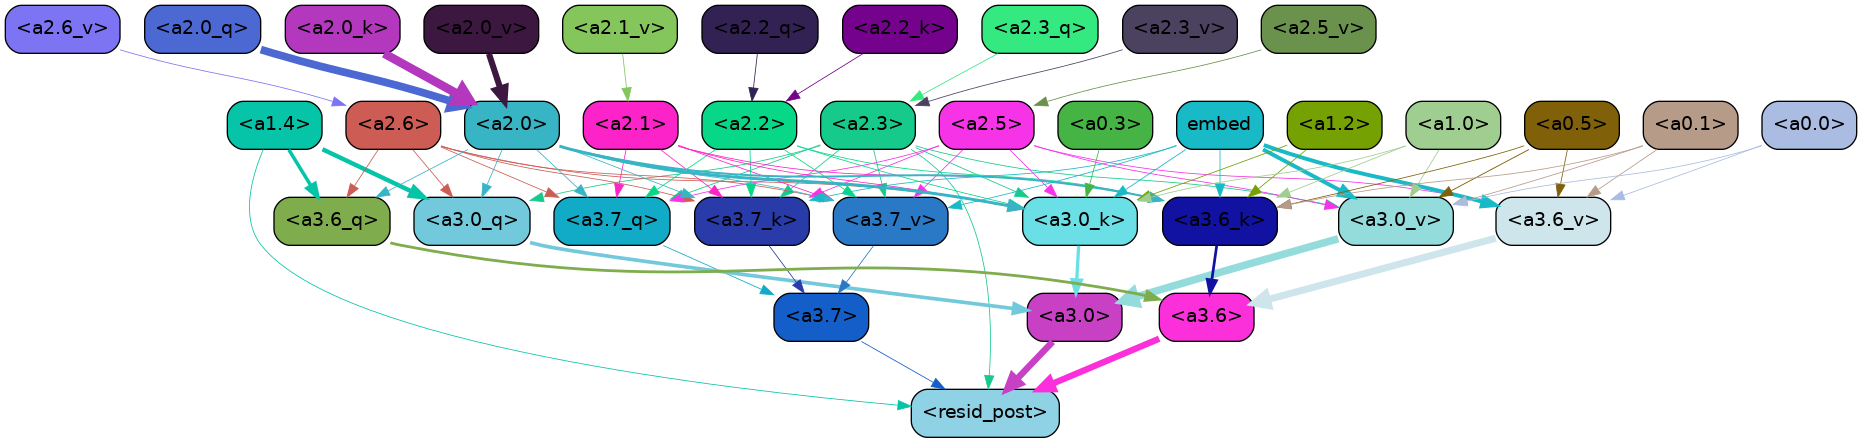 <a2.6_v> <a2.0_q> <a2.0_k> <a2.0_v> <a2.1_v> <a2.2_q> <a2.2_k> <a2.3_q> <a2.3_v> <a2.5_v>
<a1.4> <a2.6> <a2.0> <a2.1> <a2.2> <a2.3> <a2.5> <a0.3> embed <a1.2> <a1.0> <a0.5> <a0.1> <a0.0>
<a3.6_q> <a3.0_q> <a3.7_q> <a3.7_k> <a3.7_v> <a3.0_k> <a3.6_k> <a3.0_v> <a3.6_v>
<a3.7> <a3.0> <a3.6>
<resid_post>